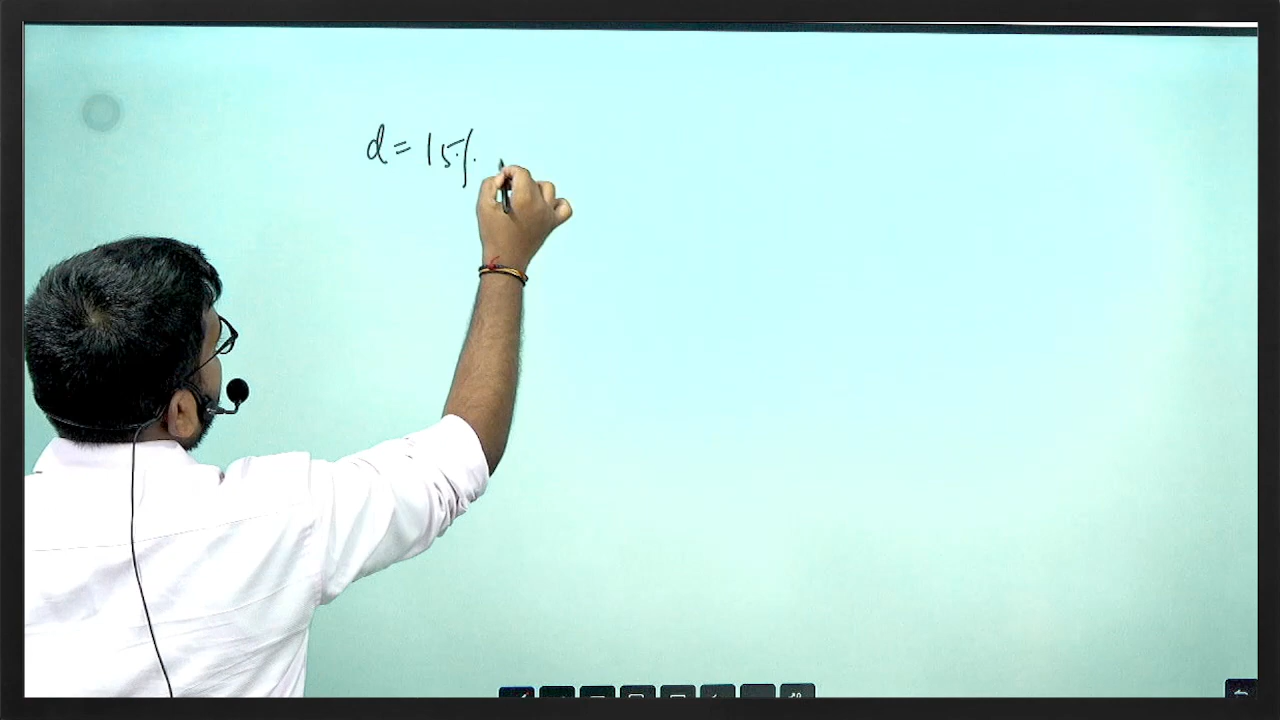 d = 15%